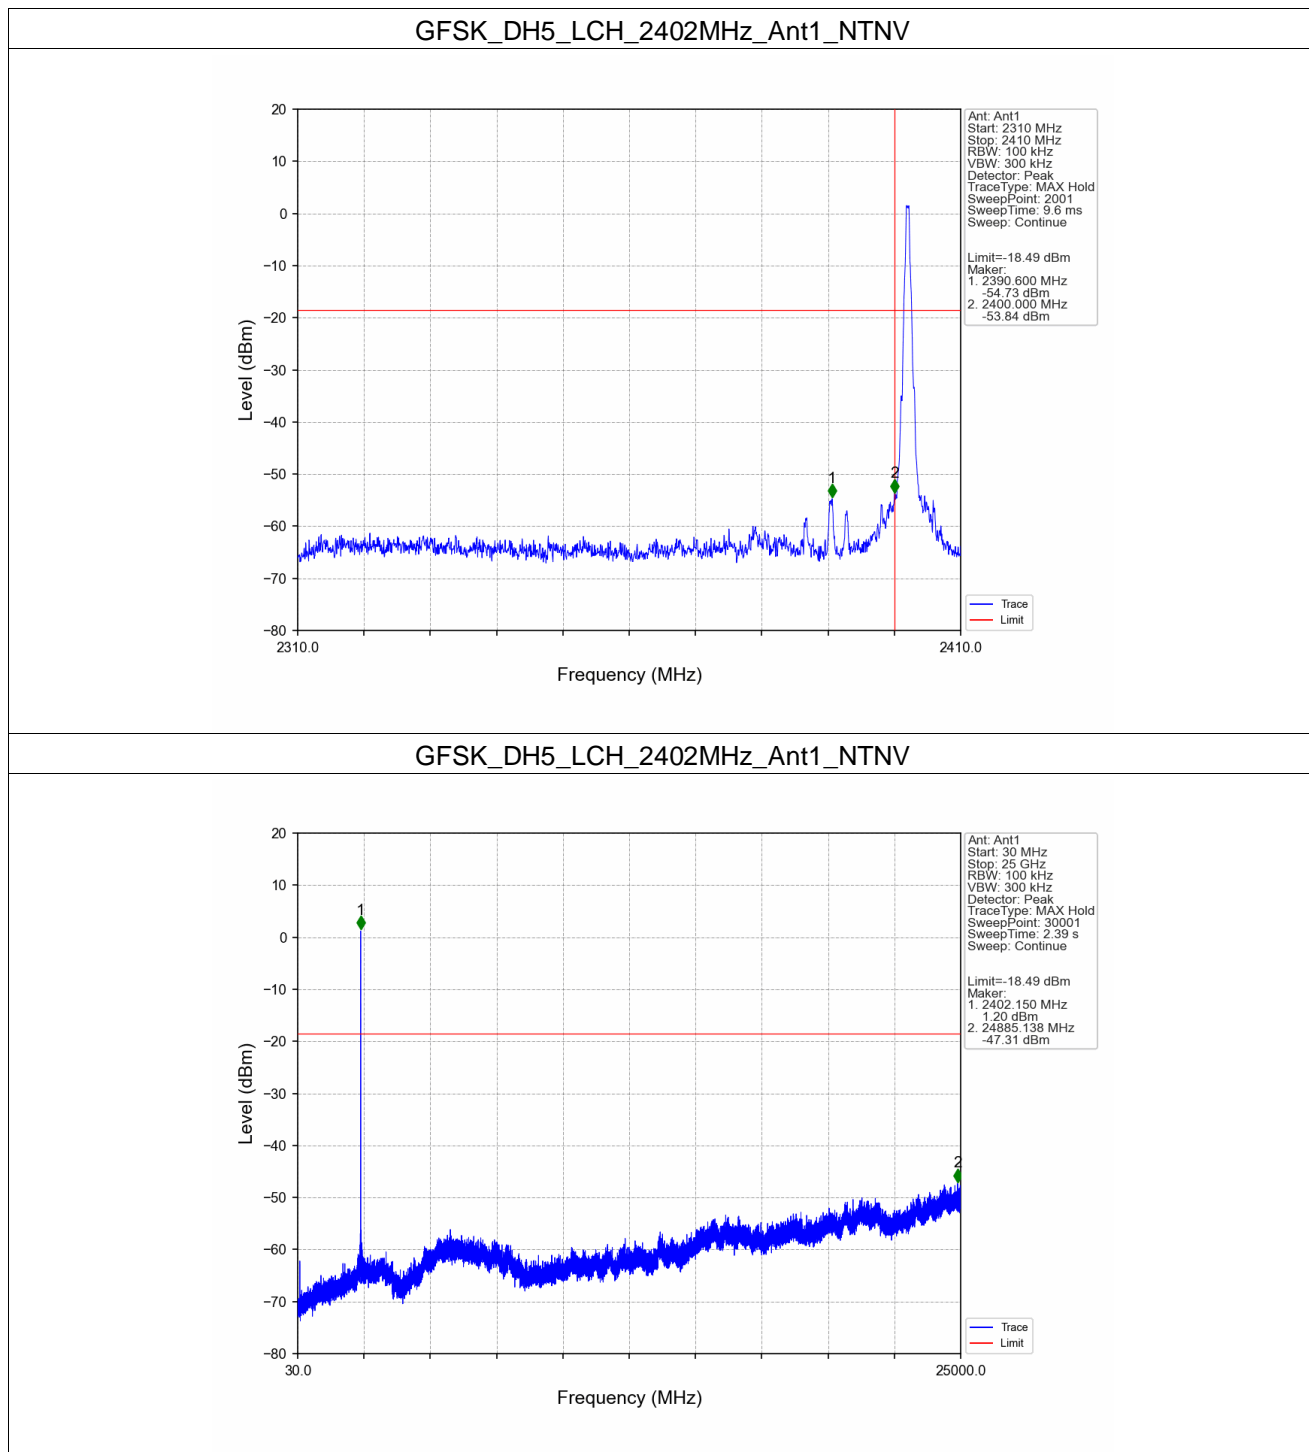 GFSK_DH5_LCH_2402MHz_Ant1_NTNV
20
10
0
−10
−20
−30
−40
−50
−60
−70
−80
Level (dBm)
1
2
2310.0
2410.0
Frequency (MHz)
Ant: Ant1
Start: 2310 MHz
Stop: 2410 MHz
RBW: 100 kHz
VBW: 300 kHz
Detector: Peak
TraceType: MAX Hold
SweepPoint: 2001
SweepTime: 9.6 ms
Sweep: Continue
Limit=-18.49 dBm
Maker:
1. 2390.600 MHz
-54.73 dBm
2. 2400.000 MHz
-53.84 dBm
Trace
Limit
GFSK_DH5_LCH_2402MHz_Ant1_NTNV
20
10
0
−10
−20
−30
−40
−50
−60
−70
−80
Level (dBm)
1
2
30.0
25000.0
Frequency (MHz)
Ant: Ant1
Start: 30 MHz
Stop: 25 GHz
RBW: 100 kHz
VBW: 300 kHz
Detector: Peak
TraceType: MAX Hold
SweepPoint: 30001
SweepTime: 2.39 s
Sweep: Continue
Limit=-18.49 dBm
Maker:
1. 2402.150 MHz
1.20 dBm
2. 24885.138 MHz
-47.31 dBm
Trace
Limit